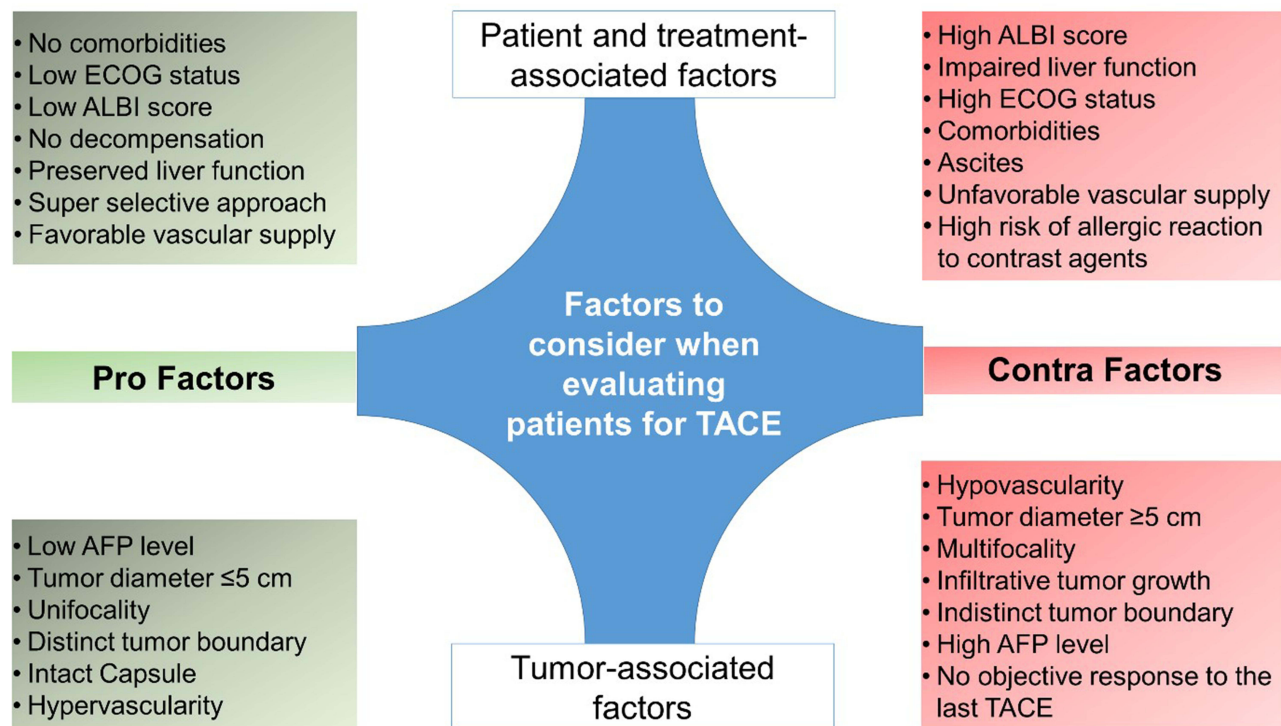 • No comorbidities
• Low ECOG status
• Low ALBI score
• No decompensation
• Preserved liver function
• Super selective approach
• Favorable vascular supply
Patient and treatment-
associated factors
• High ALBI score
• Impaired liver function
• High ECOG status
• Comorbidities
• Ascites
• Unfavorable vascular supply
• High risk of allergic reaction
to contrast agents
Pro Factors
Factors to
consider when
evaluating
patients for TACE
Contra Factors
• Low AFP level
• Tumor diameter ≤5 cm
• Unifocality
• Distinct tumor boundary
• Intact Capsule
• Hypervascularity
Tumor-associated
factors
• Hypovascularity
• Tumor diameter ≥5 cm
• Multifocality
• Infiltrative tumor growth
• Indistinct tumor boundary
• High AFP level
• No objective response to the
last TACE